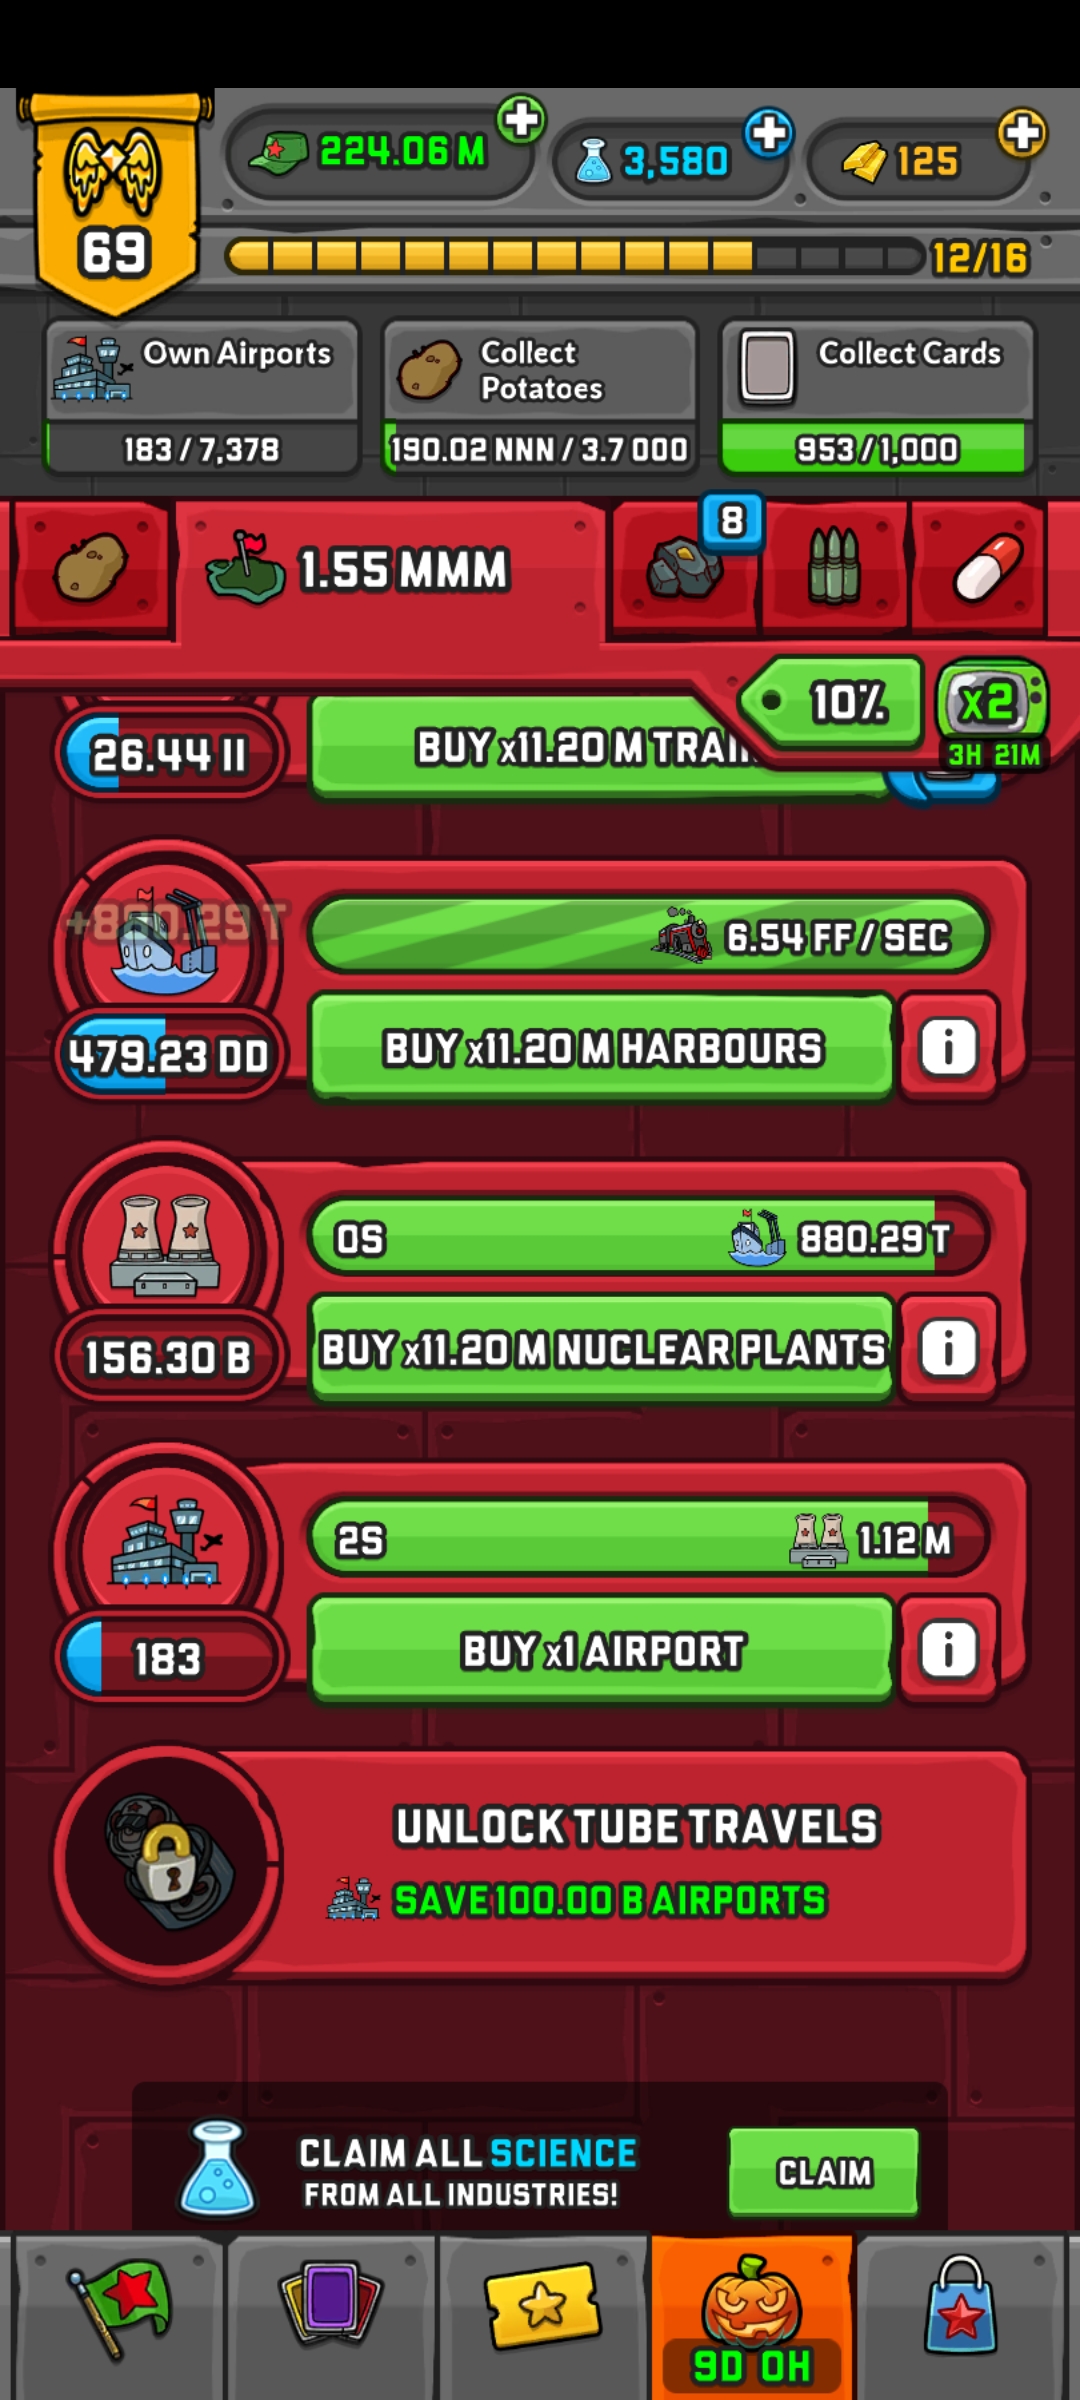 224.06 M
3,580
125
69
12/16
Own Airports
183 / 7,378
Collect
Potatoes
190.02 NNN / 3.7 OOO
Collect Cards
953 / 1,000
1.55 MMM
8
10%
x2
3H 21M
26.44 II
BUY x11.20 M
+880.29 T
6.54 FF / SEC
479.23 DD
BUY x11.20 M HARBOURS
i
0S
880.29 T
156.30 B
BUY x11.20 M NUCLEAR PLANTS
i
2S
1.12 M
183
BUY x1 AIRPORT
i
UNLOCK TUBE TRAVELS
SAVE 100.00 B AIRPORTS
CLAIM ALL SCIENCE
FROM ALL INDUSTRIES!
CLAIM
9D 0H